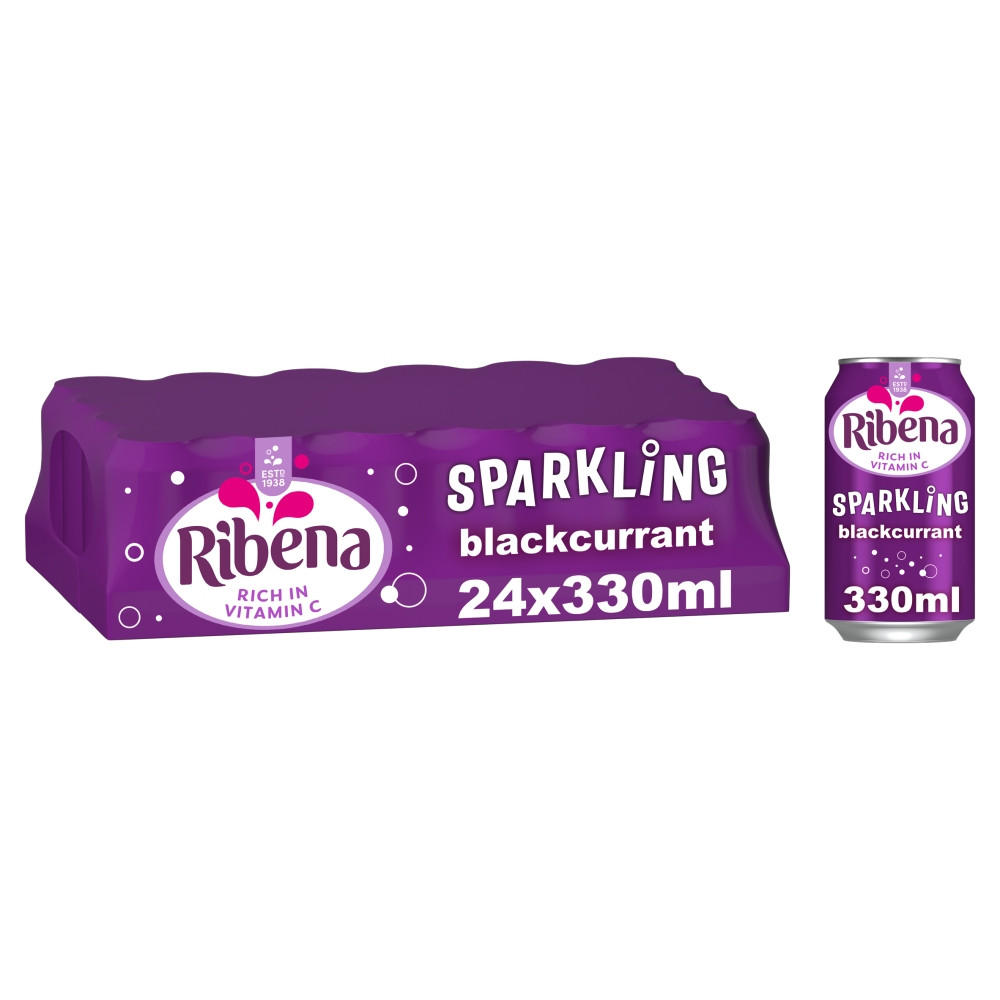 ESTD
1938
Ribena
RICH IN
VITAMIN C
SPARKLING
blackcurrant
24x330ml
ESTD
1938
Ribena
RICH IN
VITAMIN C
SPARKLING
blackcurrant
330ml